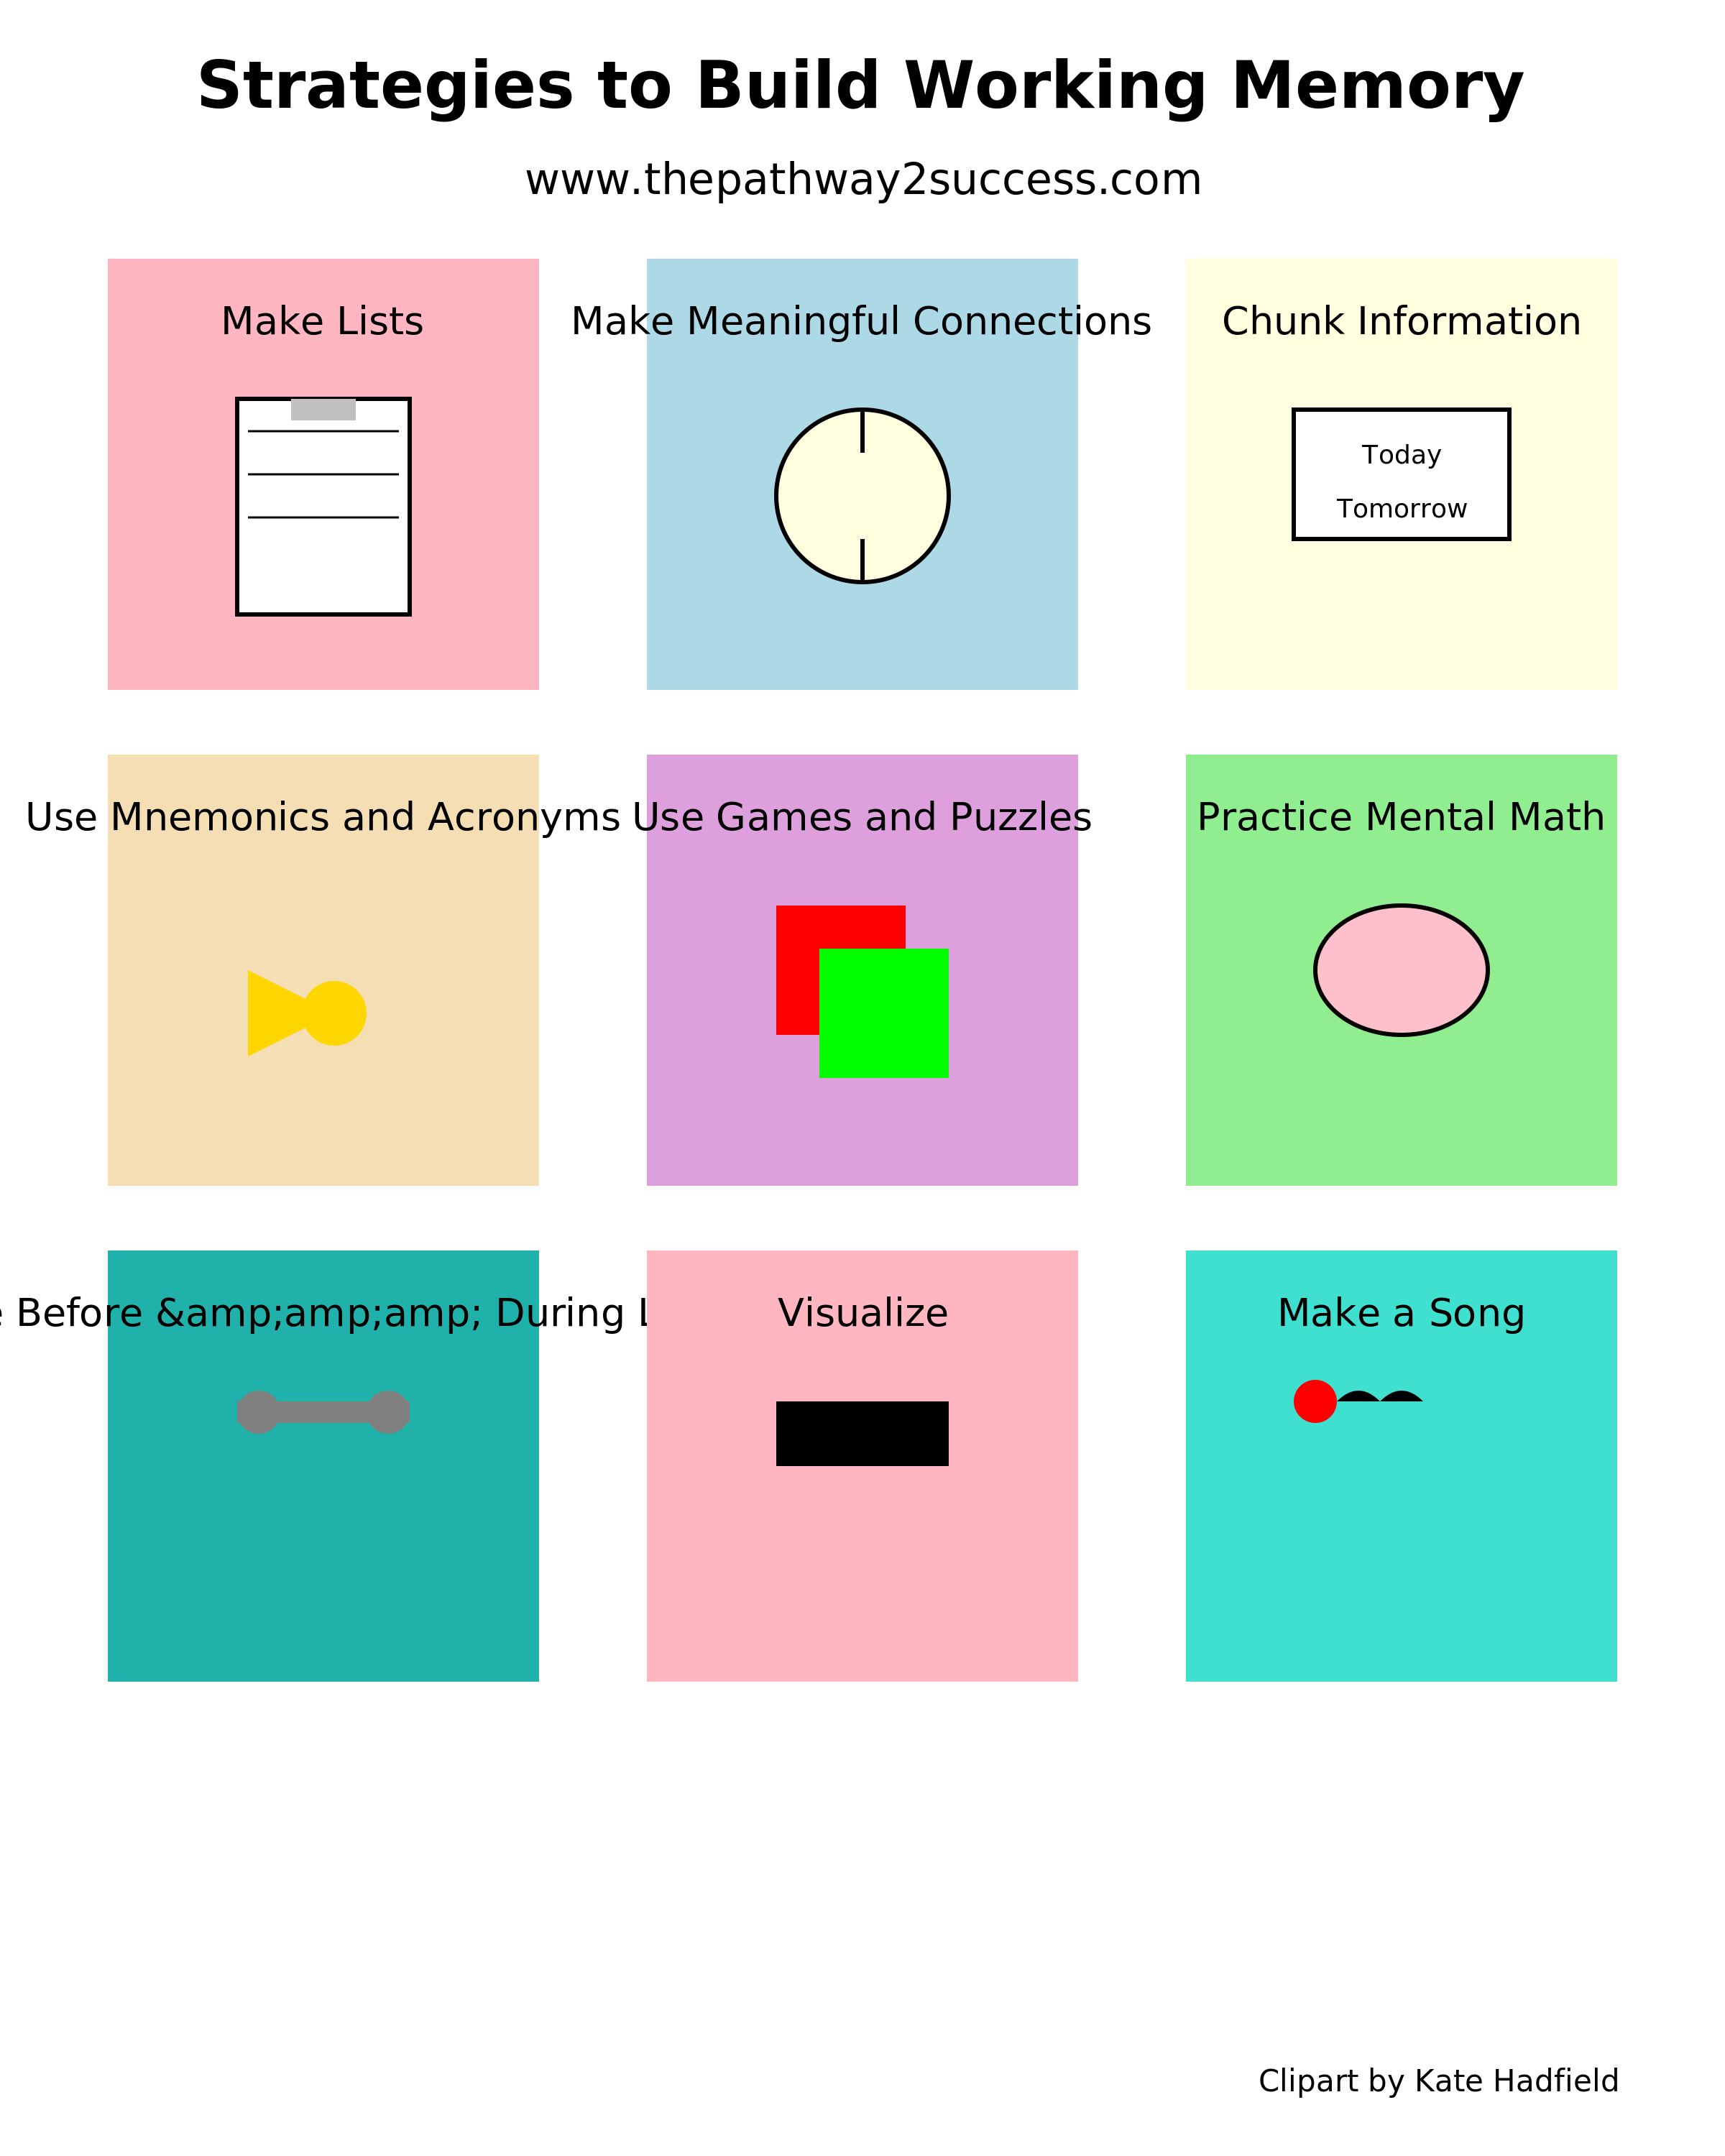 Strategies to Build Working Memory
www.thepathway2success.com
Make Lists
Make Meaningful Connections
Chunk Information
Today
Tomorrow
Use Mnemonics and Acronyms
Use Games and Puzzles
Practice Mental Math
Before &amp;amp;amp; During
Visualize
Make a Song
Clipart by Kate Hadfield